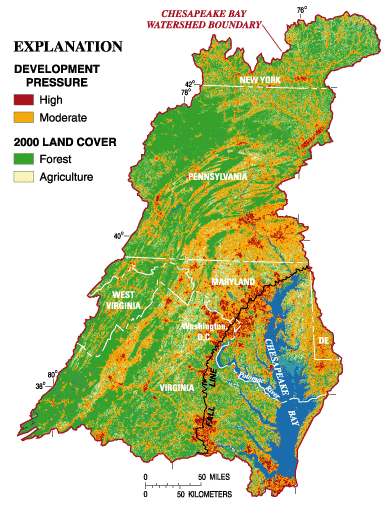 76°
CHESAPEAKE BAY
WATERSHED BOUNDARY
EXPLANATION
DEVELOPMENT
PRESSURE
High
Moderate
2000 LAND COVER
Forest
Agriculture
42°
78°
NEW YORK
PENNSYLVANIA
40°
MARYLAND
WEST
VIRGINIA
Washington,
D.C.
DE
CHESAPEAKE
BAY
Potomac River
80°
38°
VIRGINIA
FALL LINE
0 50 MILES
0 50 KILOMETERS